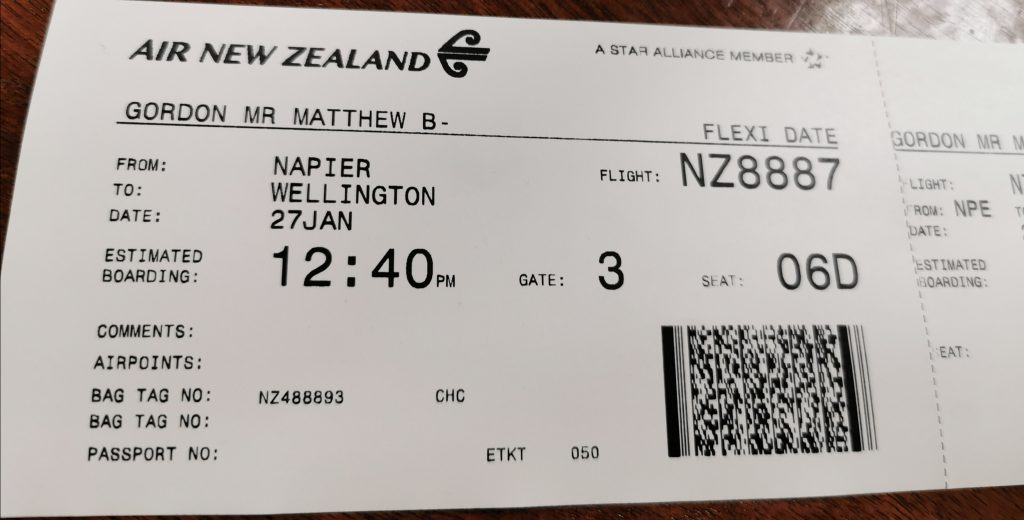 AIR NEW ZEALAND
A STAR ALLIANCE MEMBER
GORDON MR MATTHEW B-
FLEXI DATE
FROM: NAPIER
TO: WELLINGTON
DATE: 27JAN
FLIGHT: NZ8887
ESTIMATED
BOARDING: 12:40PM
GATE: 3
SEAT: 06D
COMMENTS:
AIRPOINTS:
BAG TAG NO: NZ488893 CHC
BAG TAG NO:
PASSPORT NO:
ETKT 050
GORDON MR M
LIGHT:
ROM: NPE
DATE:
ESTIMATED
BOARDING:
EAT: